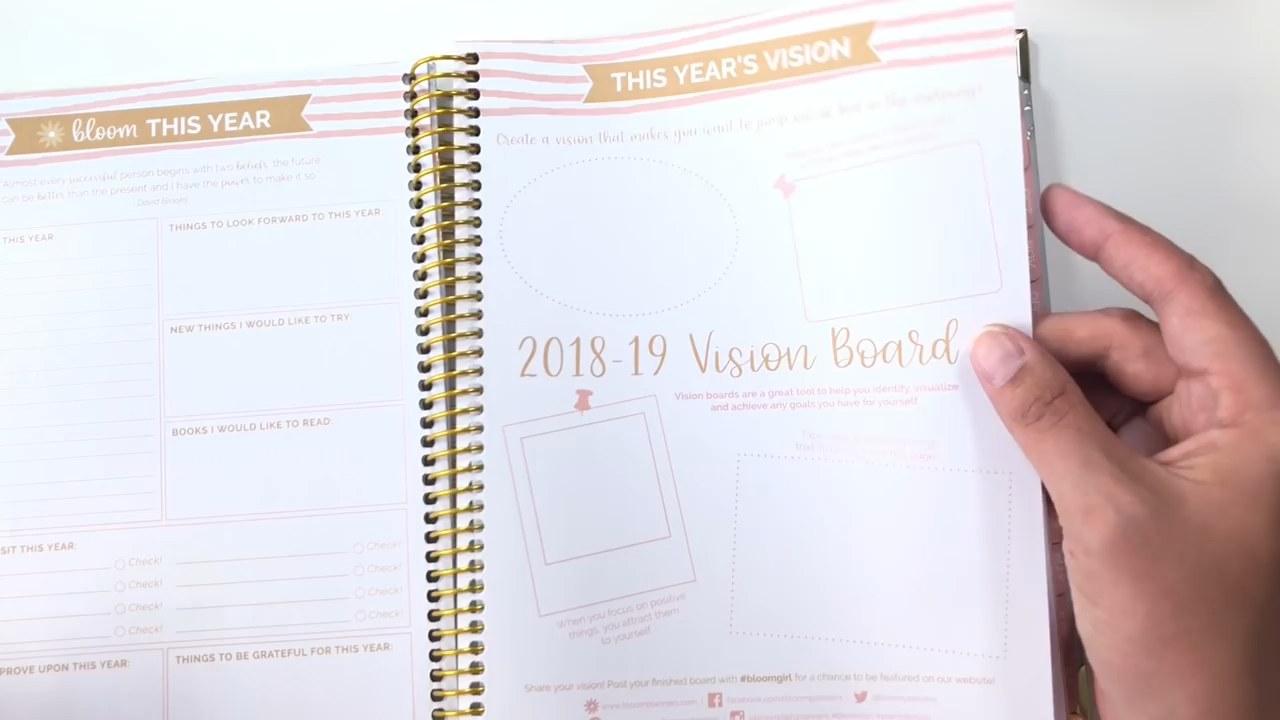 bloom THIS YEAR
"Almost every successful person begins with two beliefs: the future
can be better than the present and I have the power to make it so."
David Brooks
THIS YEAR:
THINGS TO LOOK FORWARD TO THIS YEAR
NEW THINGS I WOULD LIKE TO TRY:
BOOKS I WOULD LIKE TO READ:
SIT THIS YEAR:
Check! Check!
Check! Check!
Check! Check!
Check! Check!
PROVE UPON THIS YEAR:
THINGS TO BE GRATEFUL FOR THIS YEAR:
THIS YEAR'S VISION
Create a vision that makes you want to jump out of bed in the morning!
2018-19 Vision Board
Vision boards are a great tool to help you identify, visualize
and achieve any goals you have for yourself.
When you focus on positive
things, you attract them
to yourself.
Share your vision! Post your finished board with #bloomgirl for a chance to be featured on our website!
www.bloomplanners.com | facebook.com/bloomplanners | @bloomplanners